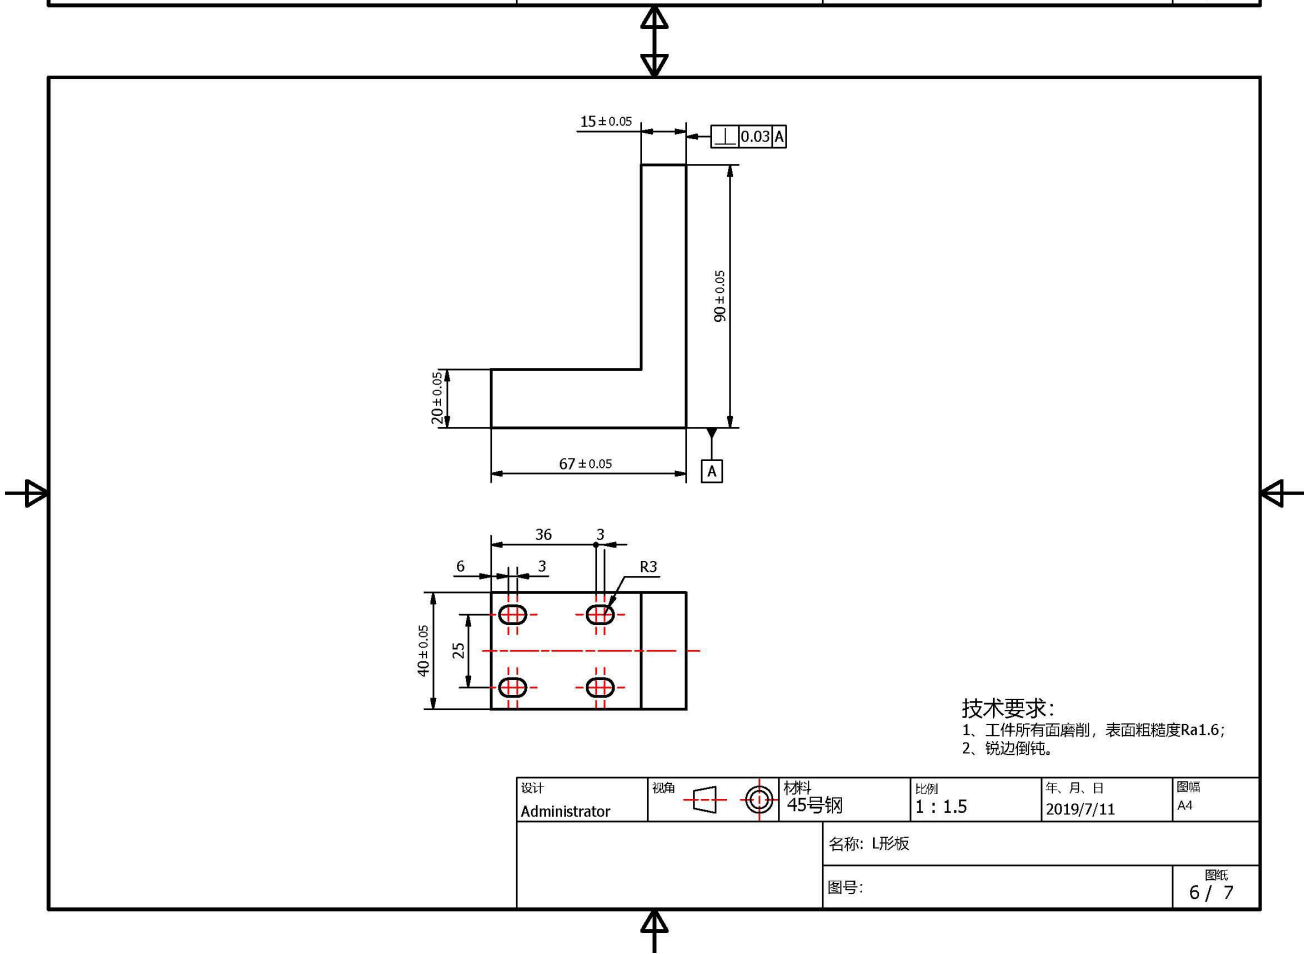 15±0.05
⊥ 0.03 A
90±0.05
20±0.05
67±0.05
A
36 3
6 3 R3
40±0.05
25
技术要求：
1、工件所有面磨削，表面粗糙度Ra1.6；
2、锐边倒钝。
设计 视角 材料 比例 年、月、日 图幅
Administrator 45号钢 1：1.5 2019/7/11 A4
名称：L形板
图号： 图纸
6 / 7